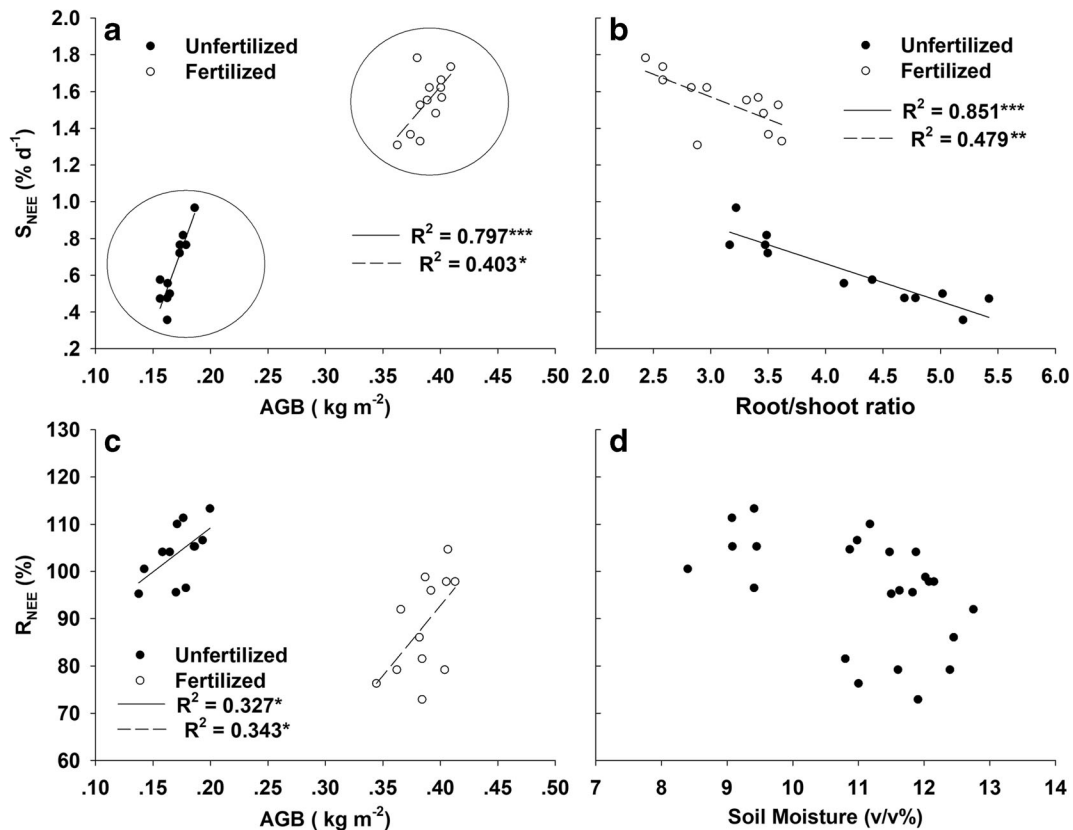 a
Unfertilized
Fertilized
R² = 0.797***
R² = 0.403*
S_NEE (% d⁻¹)
2.0
1.8
1.6
1.4
1.2
1.0
.8
.6
.4
.2
.10 .15 .20 .25 .30 .35 .40 .45 .50
AGB ( kg m⁻²)
b
Unfertilized
Fertilized
R² = 0.851***
R² = 0.479**
2.0 2.5 3.0 3.5 4.0 4.5 5.0 5.5 6.0
Root/shoot ratio
c
R_NEE (%)
130
120
110
100
90
80
70
60
Unfertilized
Fertilized
R² = 0.327*
R² = 0.343*
.10 .15 .20 .25 .30 .35 .40 .45 .50
AGB ( kg m⁻²)
d
7 8 9 10 11 12 13 14
Soil Moisture (v/v%)